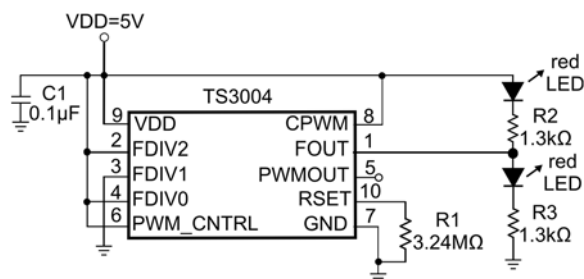 VDD=5V
TS3004
C1
0.1µF
9
VDD
2
FDIV2
3
FDIV1
4
FDIV0
6
PWM_CNTRL
CPWM
8
FOUT
1
PWMOUT
5
RSET
10
GND
7
R1
3.24MΩ
red
LED
R2
1.3kΩ
red
LED
R3
1.3kΩ